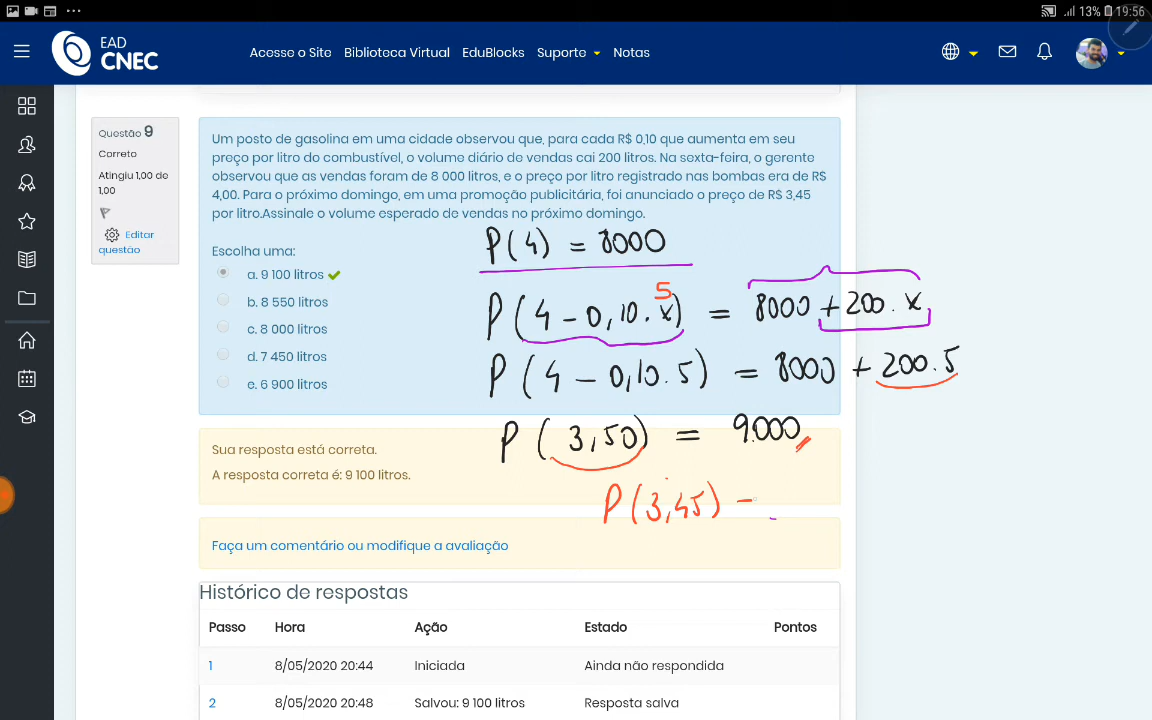 13% 19:56
EAD
CNEC
Acesse o Site Biblioteca Virtual EduBlocks Suporte Notas
Questão 9
Correto
Atingiu 1,00 de
1,00
Editar
questão
Um posto de gasolina em uma cidade observou que, para cada R$ 0,10 que aumenta em seu
preço por litro do combustível, o volume diário de vendas cai 200 litros. Na sexta-feira, o gerente
observou que as vendas foram de 8 000 litros, e o preço por litro registrado nas bombas era de R$
4,00. Para o próximo domingo, em uma promoção publicitária, foi anunciado o preço de R$ 3,45
por litro.Assinale o volume esperado de vendas no próximo domingo.
Escolha uma:
a. 9 100 litros
b. 8 550 litros
c. 8 000 litros
d. 7 450 litros
e. 6 900 litros
P(4) = 8000
5
P(4 - 0,10.x) = 8000 + 200.x
P(4 - 0,10.5) = 8000 + 200.5
P(3,50) = 9.000
P(3,45) =
Sua resposta está correta.
A resposta correta é: 9 100 litros.
Faça um comentário ou modifique a avaliação
Histórico de respostas
Passo Hora Ação Estado Pontos
1 8/05/2020 20:44 Iniciada Ainda não respondida
2 8/05/2020 20:48 Salvou: 9 100 litros Resposta salva